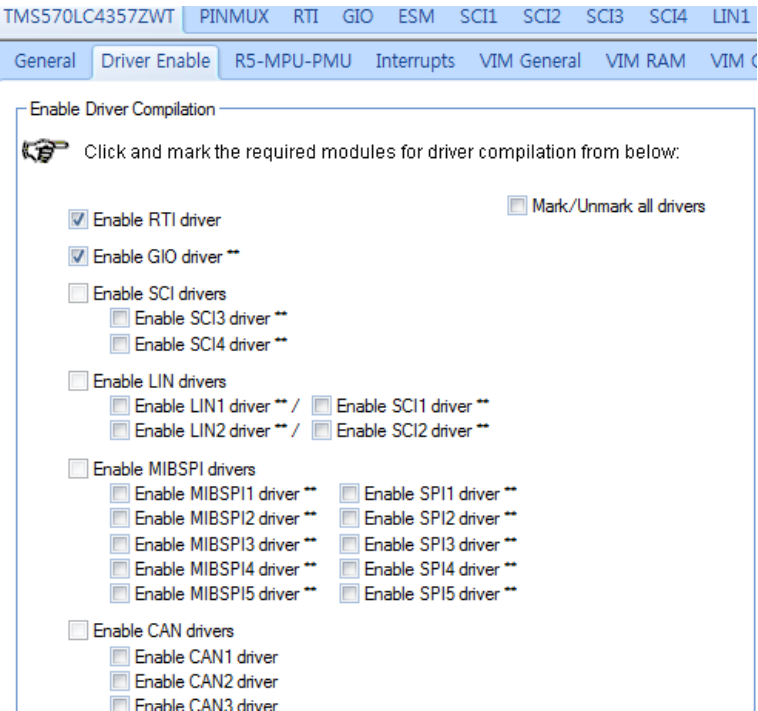 TMS570LC4357ZWT PINMUX RTI GIO ESM SCI1 SCI2 SCI3 SCI4 LIN1
General Driver Enable R5-MPU-PMU Interrupts VIM General VIM RAM VIM
Enable Driver Compilation
Click and mark the required modules for driver compilation from below:
Mark/Unmark all drivers
Enable RTI driver
Enable GIO driver **
Enable SCI drivers
Enable SCI3 driver **
Enable SCI4 driver **
Enable LIN drivers
Enable LIN1 driver ** / Enable SCI1 driver **
Enable LIN2 driver ** / Enable SCI2 driver **
Enable MIBSPI drivers
Enable MIBSPI1 driver ** Enable SPI1 driver **
Enable MIBSPI2 driver ** Enable SPI2 driver **
Enable MIBSPI3 driver ** Enable SPI3 driver **
Enable MIBSPI4 driver ** Enable SPI4 driver **
Enable MIBSPI5 driver ** Enable SPI5 driver **
Enable CAN drivers
Enable CAN1 driver
Enable CAN2 driver
Enable CAN3 driver